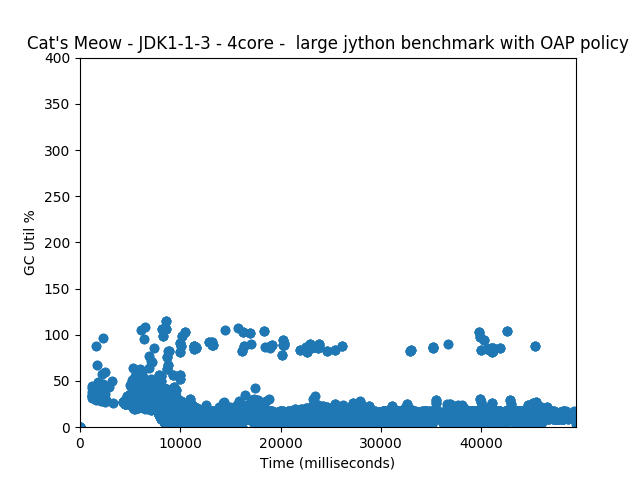 Cat's Meow - JDK1-1-3 - 4core -  large jython benchmark with OAP policy
400
350
300
250
200
150
100
50
0
GC Util %
0 10000 20000 30000 40000
Time (milliseconds)